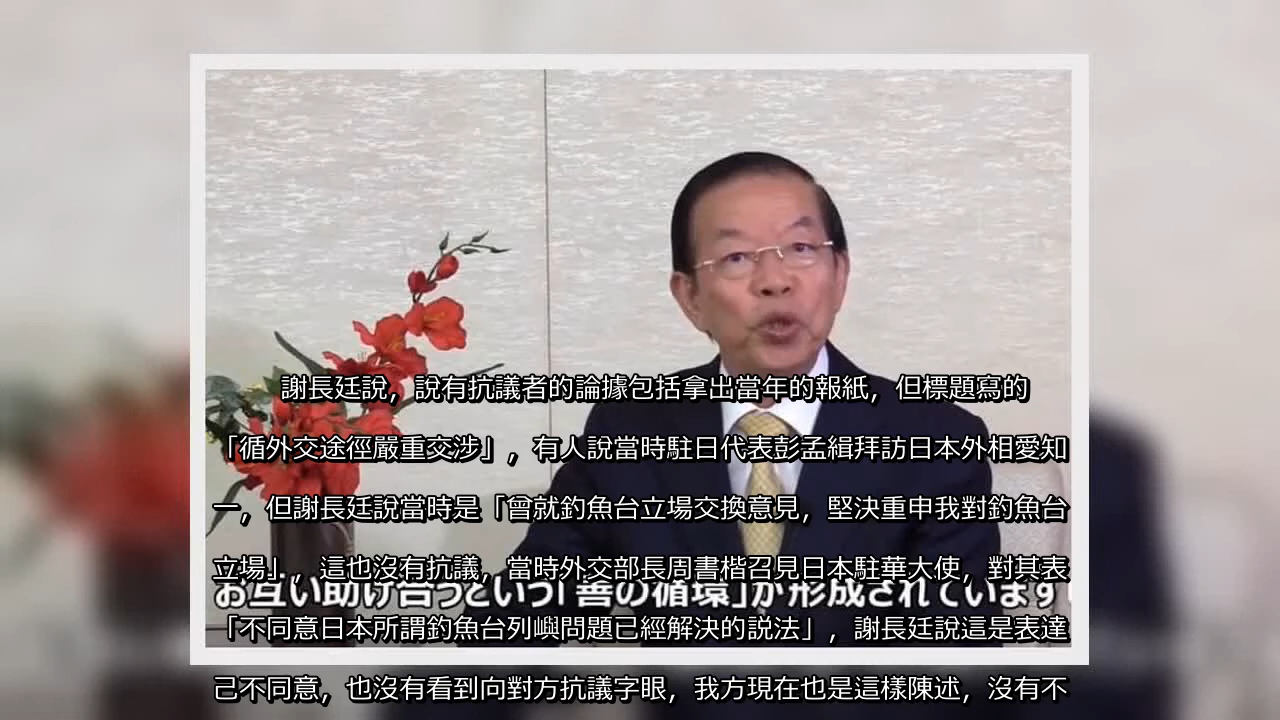 謝長廷說，說有抗議者的論據包括拿出當年的報紙，但標題寫的
「循外交途徑嚴重交涉」，有人說當時駐日代表彭孟緝拜訪日本外相愛知
一，但謝長廷說當時是「曾就釣魚台立場交換意見，堅決重申我對釣魚台
立場」，這也沒有抗議，當時外交部長周書楷召見日本駐華大使，對其表
お互い助け合うという「善の循環」が形成されています
「不同意日本所謂釣魚台列嶼問題已經解決的說法」，謝長廷說這是表達
己不同意，也沒有看到向對方抗議字眼，我方現在也是這樣陳述，沒有不